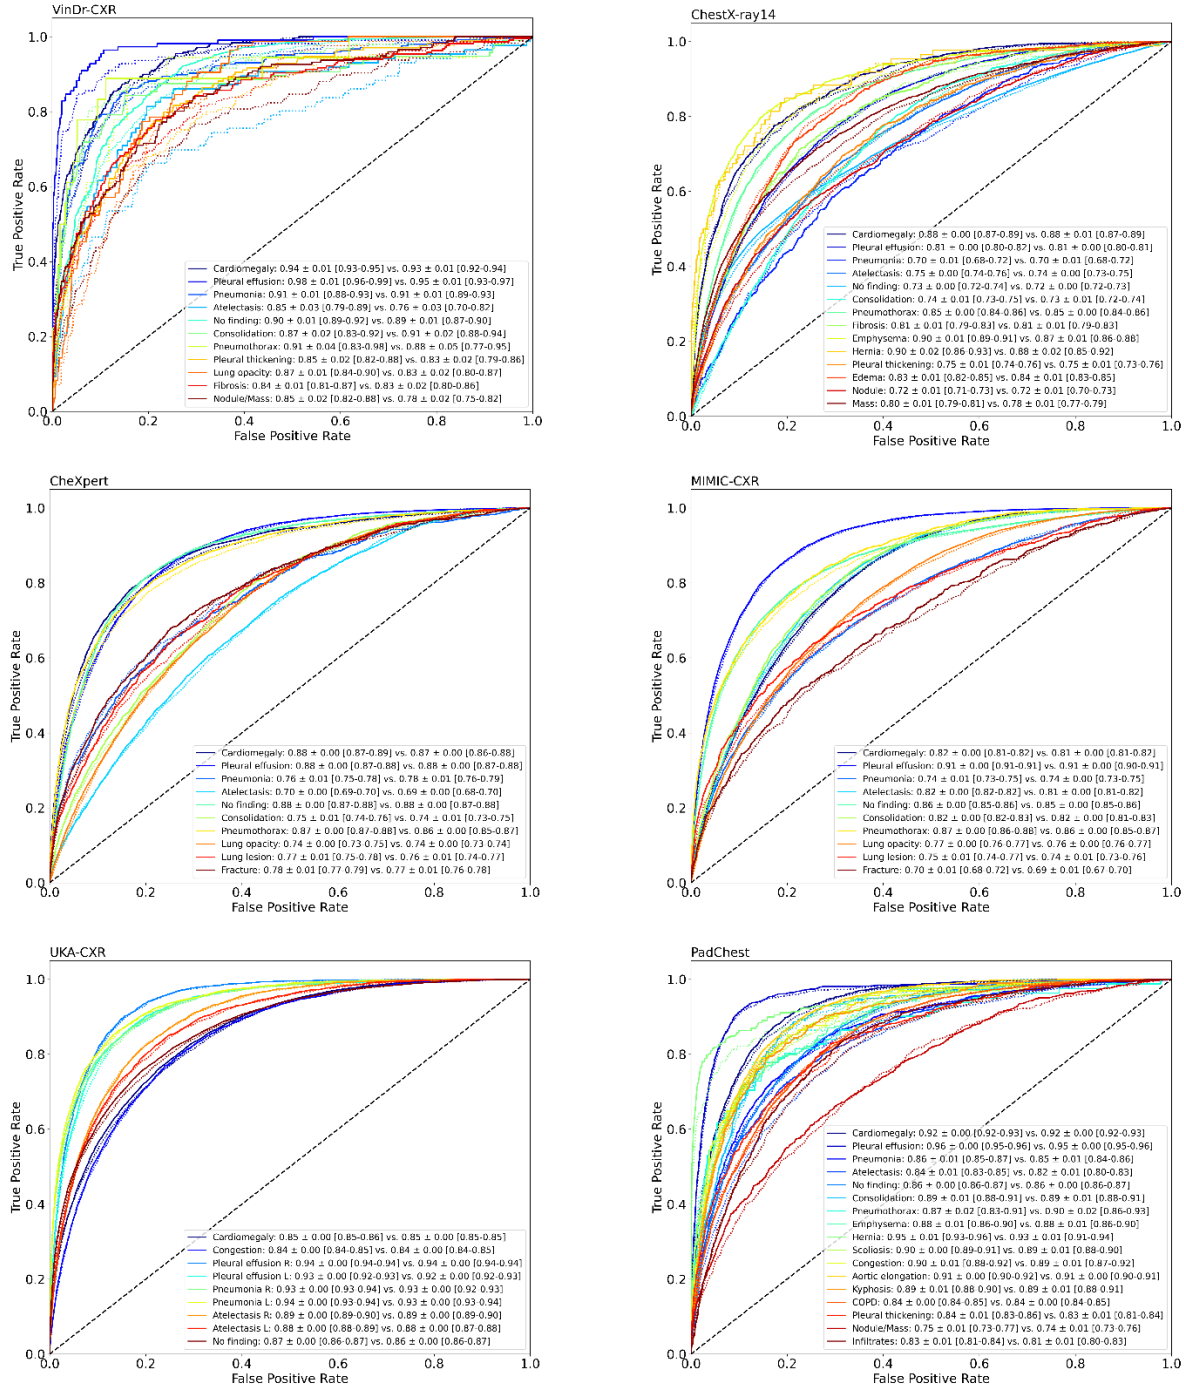 VinDr-CXR
1.0
0.8
0.6
0.4
0.2
0.0
True Positive Rate
Cardiomegaly: 0.94 ± 0.01 [0.93-0.95] vs. 0.93 ± 0.01 [0.92-0.94]
Pleural effusion: 0.98 ± 0.01 [0.96-0.99] vs. 0.95 ± 0.01 [0.93-0.97]
Pneumonia: 0.91 ± 0.01 [0.88-0.93] vs. 0.91 ± 0.01 [0.89-0.93]
Atelectasis: 0.85 ± 0.03 [0.79-0.89] vs. 0.76 ± 0.03 [0.70-0.82]
No finding: 0.90 ± 0.01 [0.89-0.92] vs. 0.89 ± 0.01 [0.87-0.90]
Consolidation: 0.87 ± 0.02 [0.83-0.92] vs. 0.91 ± 0.02 [0.88-0.94]
Pneumothorax: 0.91 ± 0.04 [0.83-0.98] vs. 0.88 ± 0.05 [0.77-0.95]
Pleural thickening: 0.85 ± 0.02 [0.82-0.88] vs. 0.83 ± 0.02 [0.79-0.86]
Lung opacity: 0.87 ± 0.01 [0.84-0.90] vs. 0.83 ± 0.02 [0.80-0.87]
Fibrosis: 0.84 ± 0.01 [0.81-0.87] vs. 0.83 ± 0.02 [0.80-0.86]
Nodule/Mass: 0.85 ± 0.02 [0.82-0.88] vs. 0.78 ± 0.02 [0.75-0.82]
0.0 0.2 0.4 0.6 0.8 1.0
False Positive Rate
ChestX-ray14
1.0
0.8
0.6
0.4
0.2
0.0
True Positive Rate
Cardiomegaly: 0.88 ± 0.00 [0.87-0.89] vs. 0.88 ± 0.01 [0.87-0.89]
Pleural effusion: 0.81 ± 0.00 [0.80-0.82] vs. 0.81 ± 0.00 [0.80-0.81]
Pneumonia: 0.70 ± 0.01 [0.68-0.72] vs. 0.70 ± 0.01 [0.68-0.72]
Atelectasis: 0.75 ± 0.00 [0.74-0.76] vs. 0.74 ± 0.00 [0.73-0.75]
No finding: 0.73 ± 0.00 [0.72-0.74] vs. 0.72 ± 0.00 [0.72-0.73]
Consolidation: 0.74 ± 0.01 [0.73-0.75] vs. 0.73 ± 0.01 [0.72-0.74]
Pneumothorax: 0.85 ± 0.00 [0.84-0.86] vs. 0.85 ± 0.00 [0.84-0.86]
Fibrosis: 0.81 ± 0.01 [0.79-0.83] vs. 0.81 ± 0.01 [0.79-0.83]
Emphysema: 0.90 ± 0.01 [0.89-0.91] vs. 0.87 ± 0.01 [0.86-0.88]
Hernia: 0.90 ± 0.02 [0.86-0.93] vs. 0.88 ± 0.02 [0.85-0.92]
Pleural thickening: 0.75 ± 0.01 [0.74-0.76] vs. 0.75 ± 0.01 [0.73-0.76]
Edema: 0.83 ± 0.01 [0.82-0.85] vs. 0.84 ± 0.01 [0.83-0.85]
Nodule: 0.72 ± 0.01 [0.71-0.73] vs. 0.72 ± 0.01 [0.70-0.73]
Mass: 0.80 ± 0.01 [0.79-0.81] vs. 0.78 ± 0.01 [0.77-0.79]
0.0 0.2 0.4 0.6 0.8 1.0
False Positive Rate
CheXpert
1.0
0.8
0.6
0.4
0.2
0.0
True Positive Rate
Cardiomegaly: 0.88 ± 0.00 [0.87-0.89] vs. 0.87 ± 0.00 [0.86-0.88]
Pleural effusion: 0.88 ± 0.00 [0.87-0.88] vs. 0.88 ± 0.00 [0.87-0.88]
Pneumonia: 0.76 ± 0.01 [0.75-0.78] vs. 0.78 ± 0.01 [0.76-0.79]
Atelectasis: 0.70 ± 0.00 [0.69-0.70] vs. 0.69 ± 0.00 [0.68-0.70]
No finding: 0.88 ± 0.00 [0.87-0.88] vs. 0.88 ± 0.00 [0.87-0.88]
Consolidation: 0.75 ± 0.01 [0.74-0.76] vs. 0.74 ± 0.01 [0.73-0.75]
Pneumothorax: 0.87 ± 0.00 [0.87-0.88] vs. 0.86 ± 0.00 [0.85-0.87]
Lung opacity: 0.74 ± 0.00 [0.73-0.75] vs. 0.74 ± 0.00 [0.73-0.74]
Lung lesion: 0.77 ± 0.01 [0.75-0.78] vs. 0.76 ± 0.01 [0.74-0.77]
Fracture: 0.78 ± 0.01 [0.77-0.79] vs. 0.77 ± 0.01 [0.76-0.78]
0.0 0.2 0.4 0.6 0.8 1.0
False Positive Rate
MIMIC-CXR
1.0
0.8
0.6
0.4
0.2
0.0
True Positive Rate
Cardiomegaly: 0.82 ± 0.00 [0.81-0.82] vs. 0.81 ± 0.00 [0.81-0.82]
Pleural effusion: 0.91 ± 0.00 [0.91-0.91] vs. 0.91 ± 0.00 [0.90-0.91]
Pneumonia: 0.74 ± 0.01 [0.73-0.75] vs. 0.74 ± 0.00 [0.73-0.75]
Atelectasis: 0.82 ± 0.00 [0.82-0.82] vs. 0.81 ± 0.00 [0.81-0.82]
No finding: 0.86 ± 0.00 [0.85-0.86] vs. 0.85 ± 0.00 [0.85-0.86]
Consolidation: 0.82 ± 0.00 [0.82-0.83] vs. 0.82 ± 0.00 [0.81-0.83]
Pneumothorax: 0.87 ± 0.00 [0.86-0.88] vs. 0.86 ± 0.00 [0.85-0.87]
Lung opacity: 0.77 ± 0.00 [0.76-0.77] vs. 0.76 ± 0.00 [0.76-0.77]
Lung lesion: 0.75 ± 0.01 [0.74-0.77] vs. 0.74 ± 0.01 [0.73-0.76]
Fracture: 0.70 ± 0.01 [0.68-0.72] vs. 0.69 ± 0.01 [0.67-0.70]
0.0 0.2 0.4 0.6 0.8 1.0
False Positive Rate
UKA-CXR
1.0
0.8
0.6
0.4
0.2
0.0
True Positive Rate
Cardiomegaly: 0.85 ± 0.00 [0.85-0.86] vs. 0.85 ± 0.00 [0.85-0.85]
Congestion: 0.84 ± 0.00 [0.84-0.85] vs. 0.84 ± 0.00 [0.84-0.85]
Pleural effusion R: 0.94 ± 0.00 [0.94-0.94] vs. 0.94 ± 0.00 [0.94-0.94]
Pleural effusion L: 0.93 ± 0.00 [0.92-0.93] vs. 0.92 ± 0.00 [0.92-0.93]
Pneumonia R: 0.93 ± 0.00 [0.93-0.94] vs. 0.93 ± 0.00 [0.92-0.93]
Pneumonia L: 0.94 ± 0.00 [0.93-0.94] vs. 0.93 ± 0.00 [0.93-0.94]
Atelectasis R: 0.89 ± 0.00 [0.89-0.90] vs. 0.89 ± 0.00 [0.89-0.90]
Atelectasis L: 0.88 ± 0.00 [0.88-0.89] vs. 0.88 ± 0.00 [0.87-0.88]
No finding: 0.87 ± 0.00 [0.86-0.87] vs. 0.86 ± 0.00 [0.86-0.87]
0.0 0.2 0.4 0.6 0.8 1.0
False Positive Rate
PadChest
1.0
0.8
0.6
0.4
0.2
0.0
True Positive Rate
Cardiomegaly: 0.92 ± 0.00 [0.92-0.93] vs. 0.92 ± 0.00 [0.92-0.93]
Pleural effusion: 0.96 ± 0.00 [0.95-0.96] vs. 0.95 ± 0.00 [0.95-0.96]
Pneumonia: 0.86 ± 0.01 [0.85-0.87] vs. 0.85 ± 0.01 [0.84-0.86]
Atelectasis: 0.84 ± 0.01 [0.83-0.85] vs. 0.82 ± 0.01 [0.80-0.83]
No finding: 0.86 ± 0.00 [0.86-0.87] vs. 0.86 ± 0.00 [0.86-0.87]
Consolidation: 0.89 ± 0.01 [0.88-0.91] vs. 0.89 ± 0.01 [0.88-0.91]
Pneumothorax: 0.87 ± 0.02 [0.83-0.91] vs. 0.90 ± 0.02 [0.86-0.93]
Emphysema: 0.88 ± 0.01 [0.86-0.90] vs. 0.88 ± 0.01 [0.86-0.90]
Hernia: 0.95 ± 0.01 [0.93-0.96] vs. 0.93 ± 0.01 [0.91-0.94]
Scoliosis: 0.90 ± 0.00 [0.89-0.91] vs. 0.89 ± 0.01 [0.88-0.90]
Congestion: 0.90 ± 0.01 [0.88-0.92] vs. 0.89 ± 0.01 [0.87-0.92]
Aortic elongation: 0.91 ± 0.00 [0.90-0.92] vs. 0.91 ± 0.00 [0.90-0.91]
Kyphosis: 0.89 ± 0.01 [0.88-0.90] vs. 0.89 ± 0.01 [0.88-0.91]
COPD: 0.84 ± 0.00 [0.84-0.85] vs. 0.84 ± 0.00 [0.84-0.85]
Pleural thickening: 0.84 ± 0.01 [0.83-0.86] vs. 0.83 ± 0.01 [0.81-0.84]
Nodule/Mass: 0.75 ± 0.01 [0.73-0.77] vs. 0.74 ± 0.01 [0.73-0.76]
Infiltrates: 0.83 ± 0.01 [0.81-0.84] vs. 0.81 ± 0.01 [0.80-0.83]
0.0 0.2 0.4 0.6 0.8 1.0
False Positive Rate